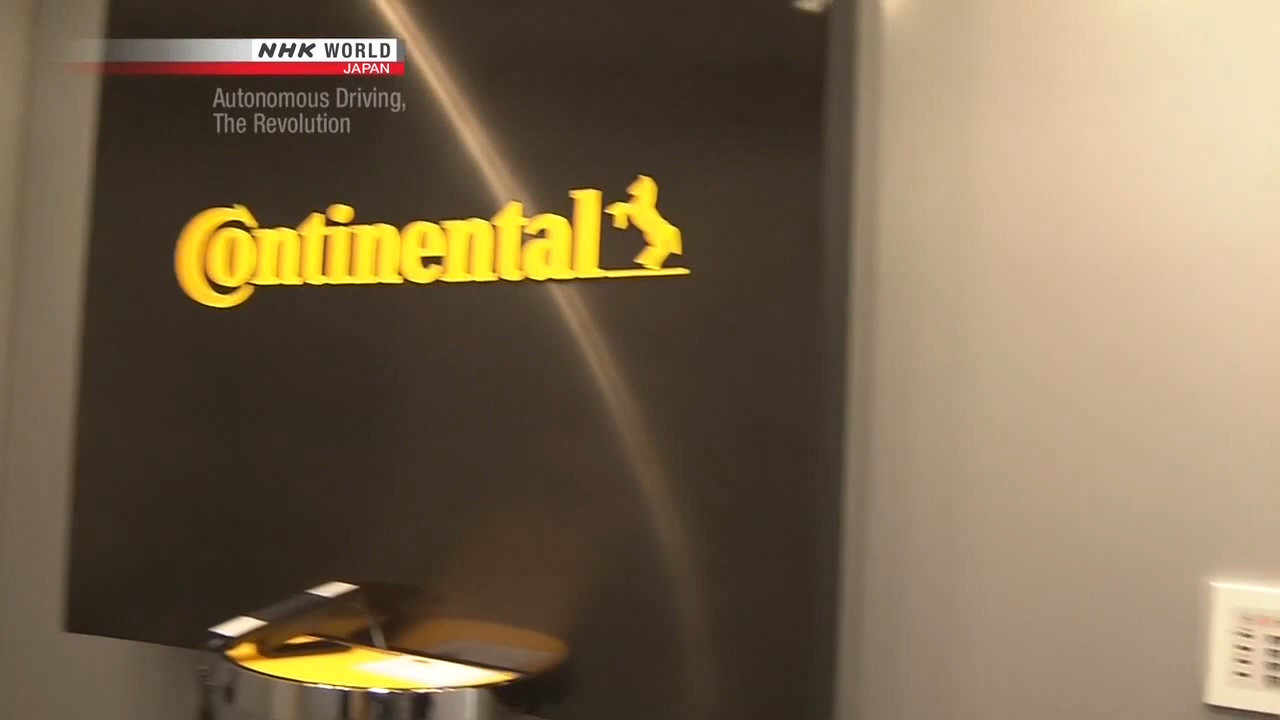 NHK WORLD
JAPAN
Autonomous Driving,
The Revolution
Continental